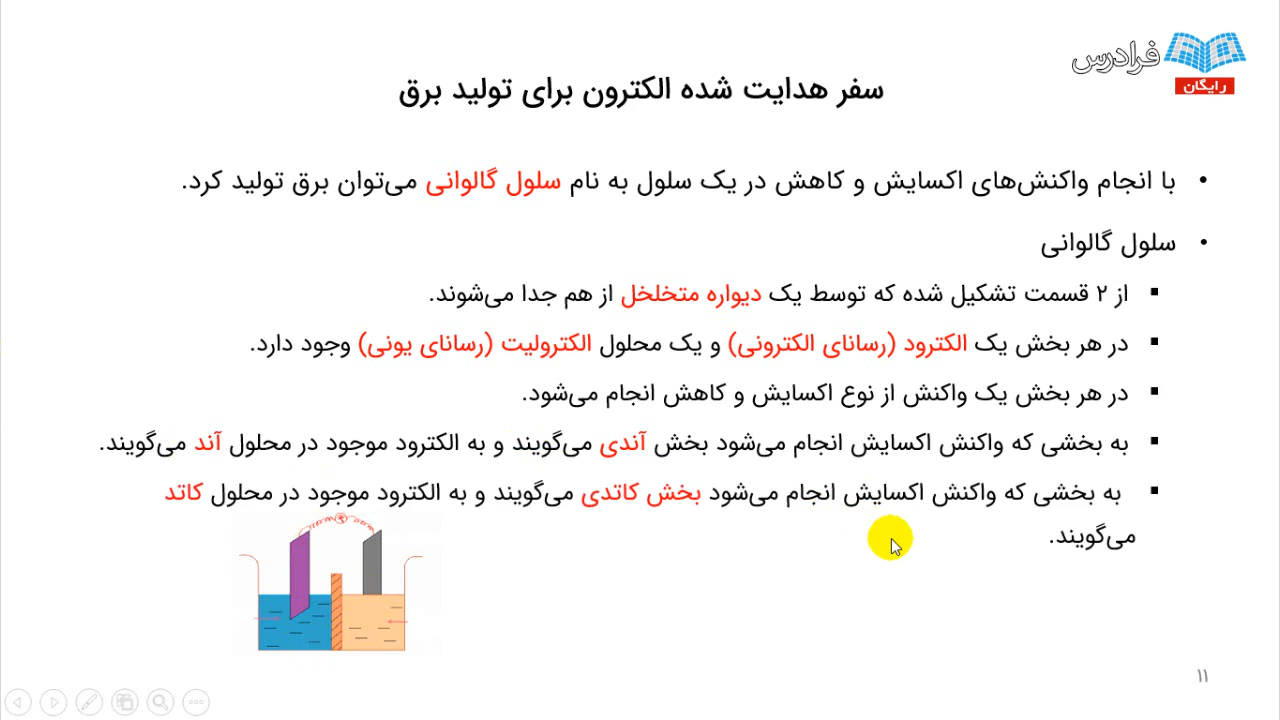 فرادرس
رایگان
سفر هدایت شده الکترون برای تولید برق
• با انجام واکنش‌های اکسایش و کاهش در یک سلول به نام سلول گالوانی می‌توان برق تولید کرد.
• سلول گالوانی
▪ از ۲ قسمت تشکیل شده که توسط یک دیواره متخلخل از هم جدا می‌شوند.
▪ در هر بخش یک الکترود (رسانای الکترونی) و یک محلول الکترولیت (رسانای یونی) وجود دارد.
▪ در هر بخش یک واکنش از نوع اکسایش و کاهش انجام می‌شود.
▪ به بخشی که واکنش اکسایش انجام می‌شود بخش آندی می‌گویند و به الکترود موجود در محلول آند می‌گویند.
▪ به بخشی که واکنش اکسایش انجام می‌شود بخش کاتدی می‌گویند و به الکترود موجود در محلول کاتد
می‌گویند.
۱۱